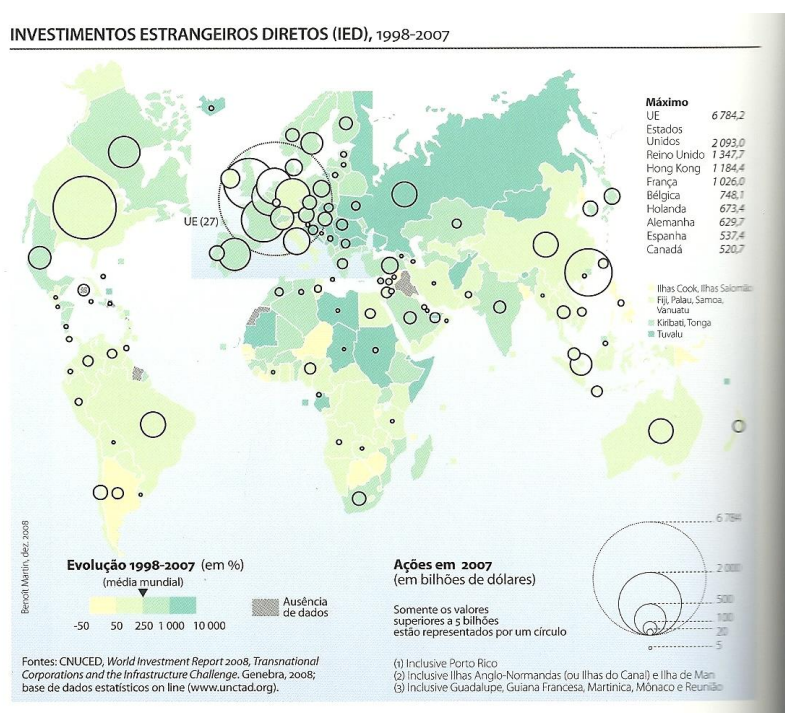 INVESTIMENTOS ESTRANGEIROS DIRETOS (IED), 1998-2007
Máximo
UE 6 784,2
Estados
Unidos 2 093,0
Reino Unido 1 347,7
Hong Kong 1 184,4
França 1 026,0
Bélgica 748,1
Holanda 673,4
Alemanha 629,7
Espanha 537,4
Canadá 520,7
UE (27)
Ilhas Cook, Ilhas Salomão
Fiji, Palau, Samoa,
Vanuatu
Kiribati, Tonga
Tuvalu
Benoît Martin, dez. 2008
Evolução 1998-2007 (em %)
(média mundial)
-50 50 250 1 000 10 000
Ausência
de dados
Ações em 2007
(em bilhões de dólares)
Somente os valores
superiores a 5 bilhões
estão representados por um círculo
6 784
2 000
500
100
20
5
Fontes: CNUCED, World Investment Report 2008, Transnational
Corporations and the Infrastructure Challenge. Genebra, 2008;
base de dados estatísticos on line (www.unctad.org).
(1) Inclusive Porto Rico
(2) Inclusive Ilhas Anglo-Normandas (ou Ilhas do Canal) e Ilha de Man
(3) Inclusive Guadalupe, Guiana Francesa, Martinica, Mônaco e Reunião